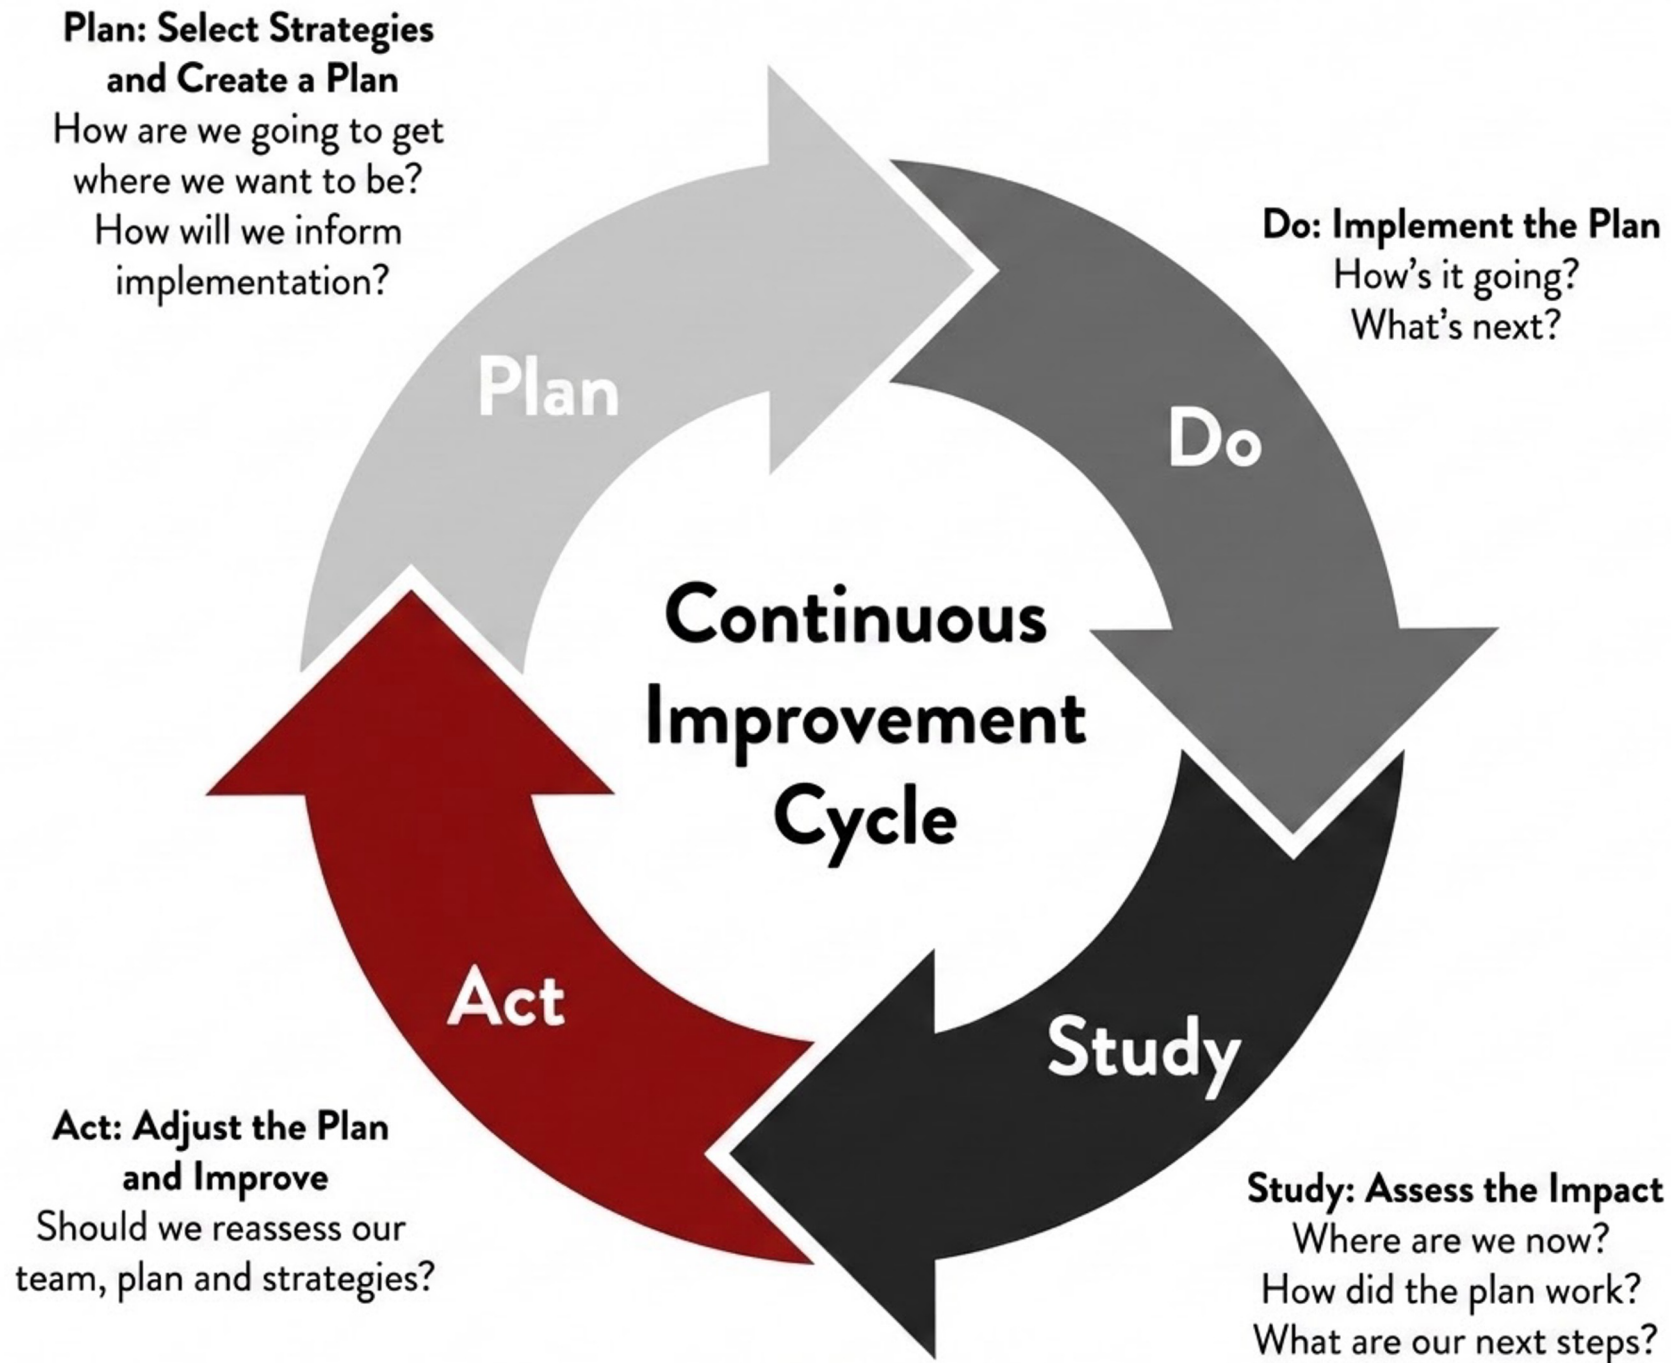 Plan: Select Strategies
and Create a Plan
How are we going to get
where we want to be?
How will we inform
implementation?
Do: Implement the Plan
How’s it going?
What’s next?
Plan
Do
Continuous
Improvement
Cycle
Act
Study
Act: Adjust the Plan
and Improve
Should we reassess our
team, plan and strategies?
Study: Assess the Impact
Where are we now?
How did the plan work?
What are our next steps?